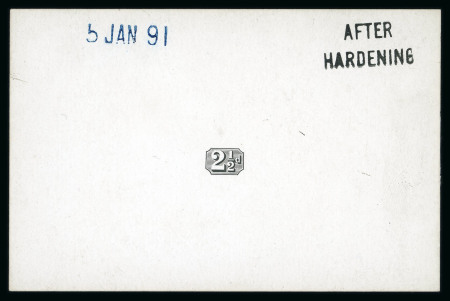 5 JAN 91
AFTER
HARDENING
2½d